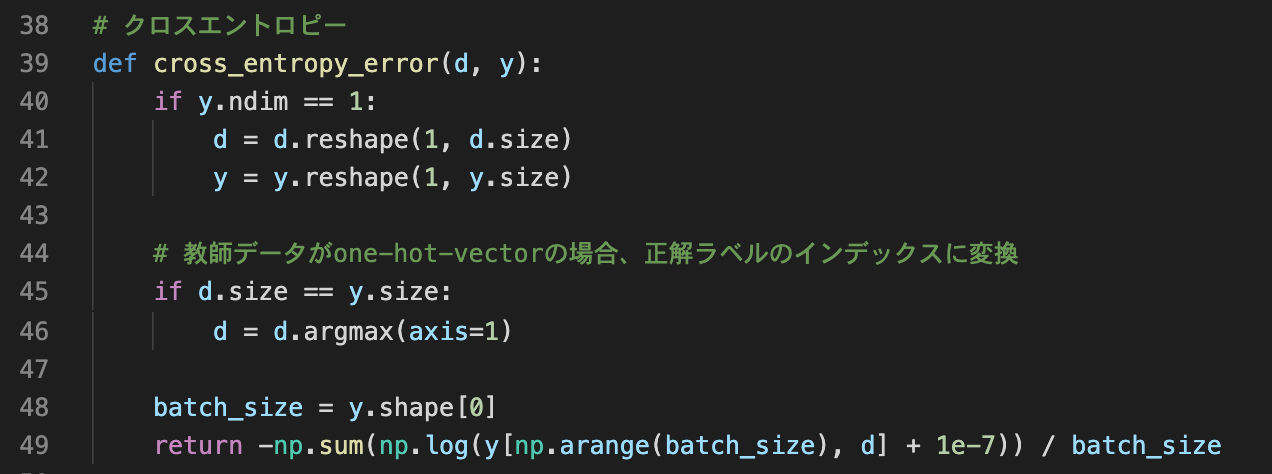 38 # クロスエントロピー
39 def cross_entropy_error(d, y):
40     if y.ndim == 1:
41         d = d.reshape(1, d.size)
42         y = y.reshape(1, y.size)
43
44     # 教師データがone-hot-vectorの場合、正解ラベルのインデックスに変換
45     if d.size == y.size:
46         d = d.argmax(axis=1)
47
48     batch_size = y.shape[0]
49     return -np.sum(np.log(y[np.arange(batch_size), d] + 1e-7)) / batch_size